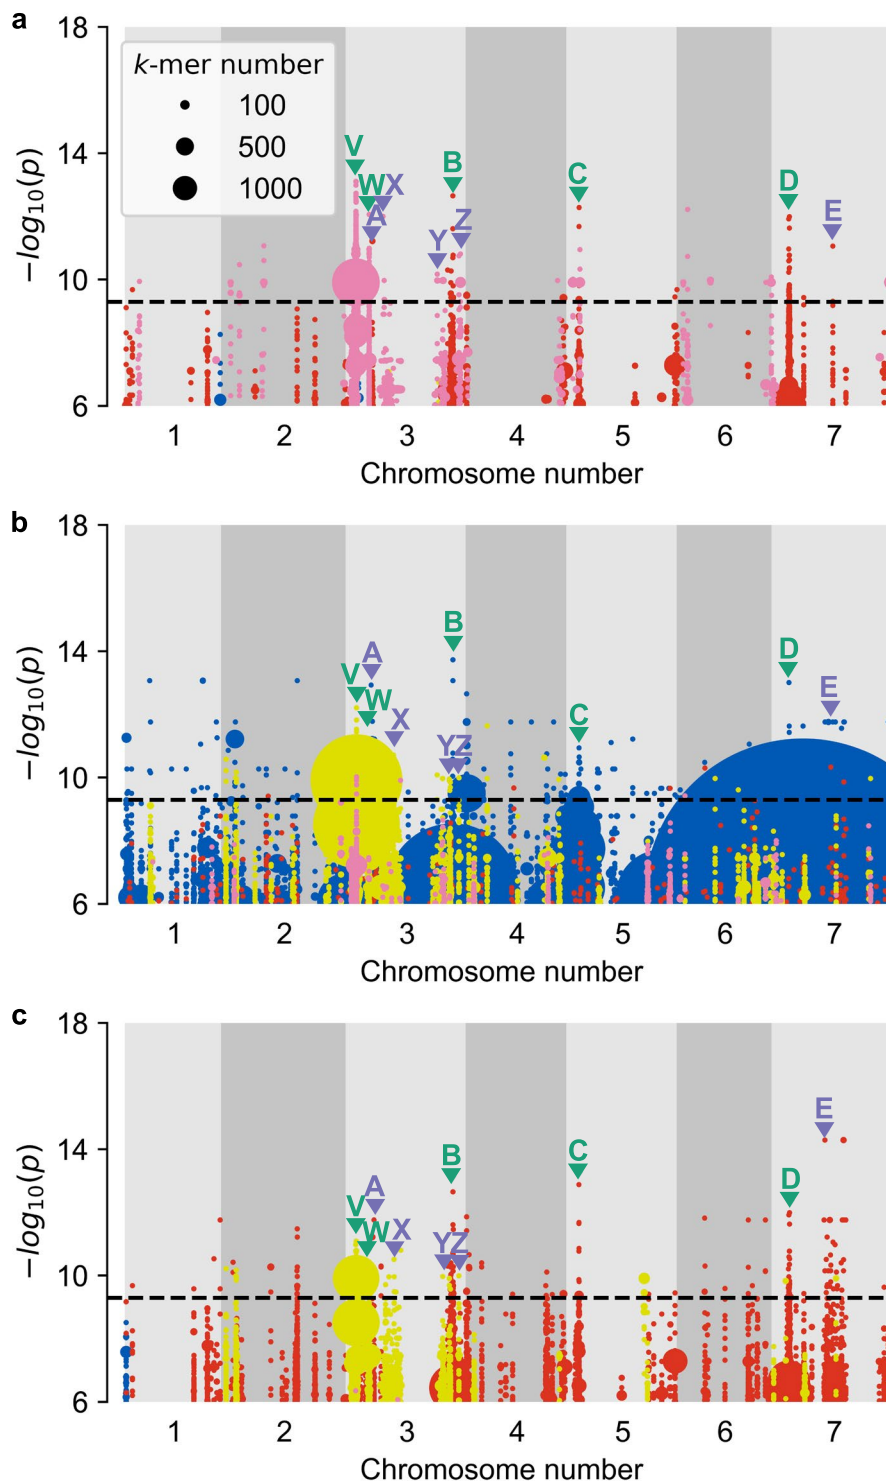 a
18
k-mer number
100
500
1000
V
W
X
A
B
Y
Z
C
D
E
14
10
6
−log10(p)
1 2 3 4 5 6 7
Chromosome number
b
18
14
10
6
−log10(p)
V
A
W
X
B
YZ
C
D
E
1 2 3 4 5 6 7
Chromosome number
c
18
14
10
6
−log10(p)
V
A
W
X
B
YZ
C
D
E
1 2 3 4 5 6 7
Chromosome number